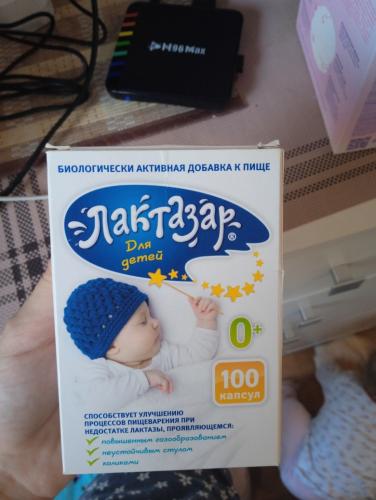 H96Max
БИОЛОГИЧЕСКИ АКТИВНАЯ ДОБАВКА К ПИЩЕ
Лактазар®
Для
детей
0+
100
капсул
СПОСОБСТВУЕТ УЛУЧШЕНИЮ
ПРОЦЕССОВ ПИЩЕВАРЕНИЯ ПРИ
НЕДОСТАТКЕ ЛАКТАЗЫ, ПРОЯВЛЯЮЩЕМСЯ:
повышенным газообразованием
неустойчивым стулом
коликами